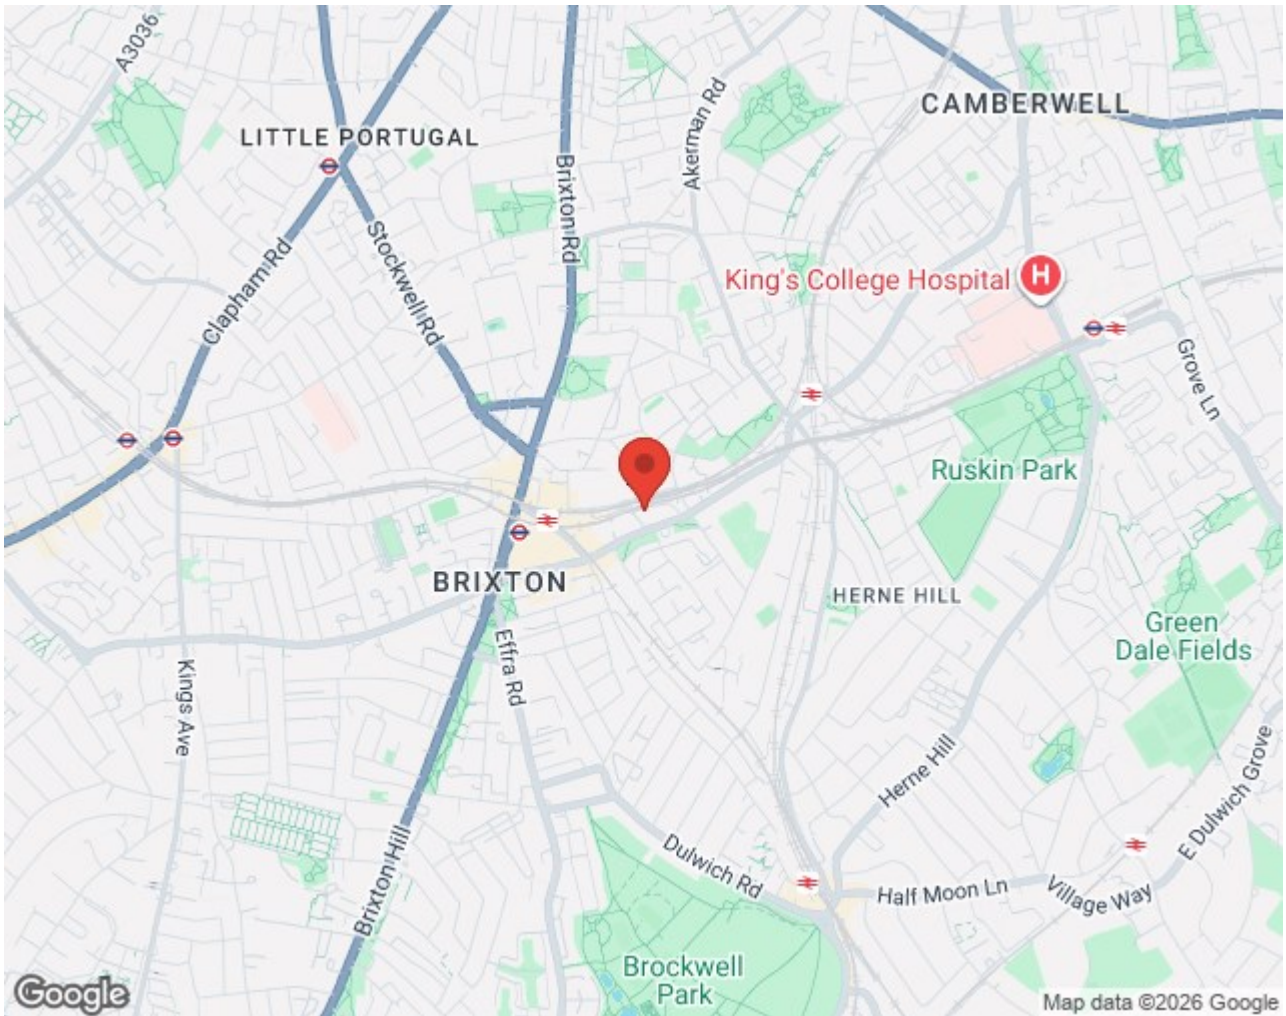 A3036
LITTLE PORTUGAL
CAMBERWELL
Akerman Rd
Brixton Rd
Stockwell Rd
Clapham Rd
King's College Hospital
H
Grove Ln
Ruskin Park
BRIXTON
HERNE HILL
Green
Dale Fields
Effra Rd
Kings Ave
Herne Hill
E Dulwich Grove
Brixton Hill
Dulwich Rd
Half Moon Ln
Village Way
Brockwell
Park
Google
Map data ©2026 Google